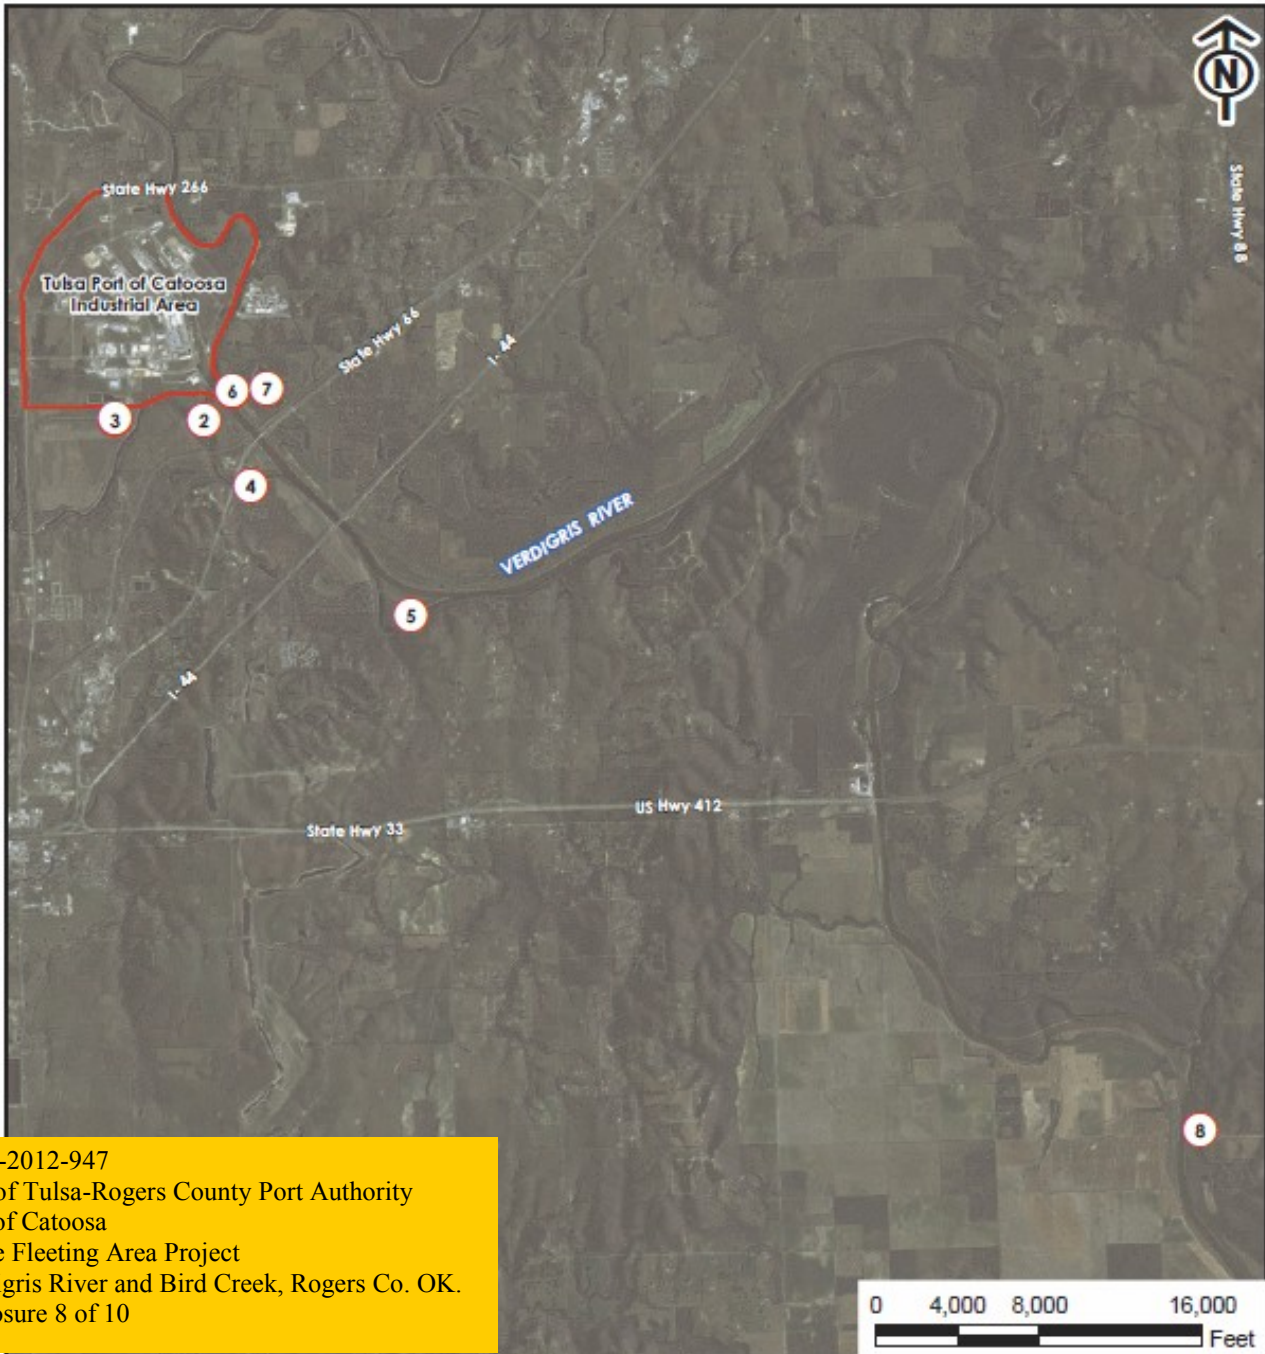 N
State Hwy 266
State Hwy 88
Tulsa Port of Catoosa
Industrial Area
State Hwy 66
I-44
6
7
3
2
4
VERDIGRIS RIVER
5
I-44
US Hwy 412
State Hwy 33
8
-2012-947
of Tulsa-Rogers County Port Authority
of Catoosa
e Fleeting Area Project
igris River and Bird Creek, Rogers Co. OK.
osure 8 of 10
0 4,000 8,000 16,000
Feet